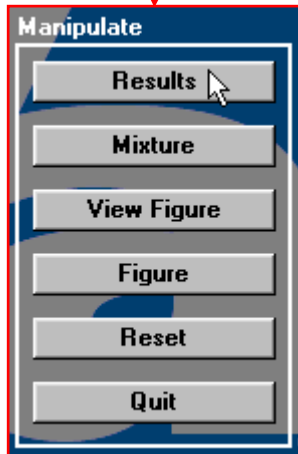 Manipulate
Results
Mixture
View Figure
Figure
Reset
Quit